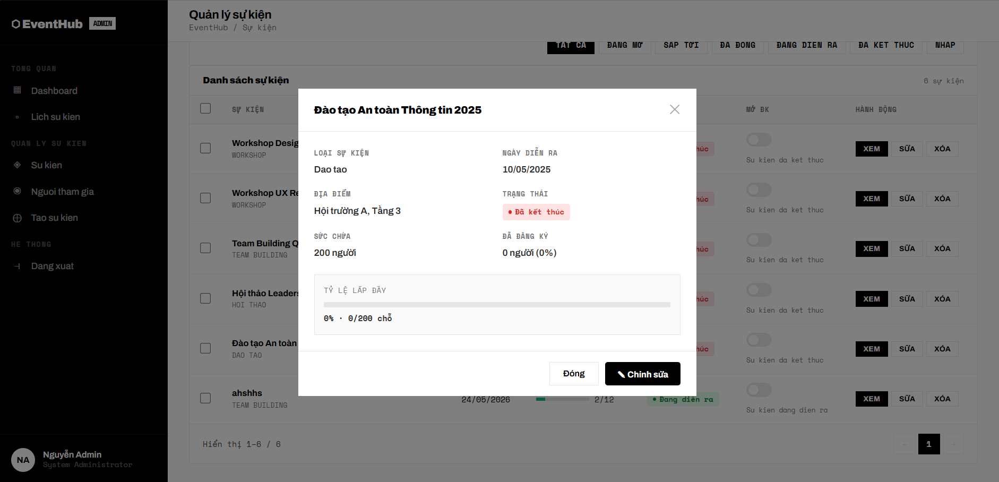 EventHub ADMIN
TONG QUAN
Dashboard
Lich su kien
QUAN LY SU KIEN
Su kien
Nguoi tham gia
Tao su kien
HE THONG
Dang xuat
NA
Nguyễn Admin
System Administrator
Quản lý sự kiện
EventHub / Sự kiện
TẤT CẢ ĐANG MỞ SẮP TỚI ĐÃ ĐÓNG ĐANG DIỄN RA ĐÃ KẾT THÚC NHÁP
Danh sách sự kiện
6 sự kiện
SỰ KIỆN MỞ ĐK HÀNH ĐỘNG
Workshop Desig
WORKSHOP
húc
Su kien da ket thuc
XEM SỬA XÓA
Workshop UX Re
WORKSHOP
húc
Su kien da ket thuc
XEM SỬA XÓA
Team Building Q
TEAM BUILDING
húc
Su kien da ket thuc
XEM SỬA XÓA
Hội thảo Leaders
HOI THAO
húc
Su kien da ket thuc
XEM SỬA XÓA
Đào tạo An toàn
DAO TAO
húc
Su kien da ket thuc
XEM SỬA XÓA
ahshhs
TEAM BUILDING
24/05/2026
2/12
Đang diễn ra
Su kien dang dien ra
XEM SỬA XÓA
Hiển thị 1–6 / 6
← 1 →
Đào tạo An toàn Thông tin 2025
LOẠI SỰ KIỆN
Dao tao
NGÀY DIỄN RA
10/05/2025
ĐỊA ĐIỂM
Hội trường A, Tầng 3
TRẠNG THÁI
Đã kết thúc
SỨC CHỨA
200 người
ĐÃ ĐĂNG KÝ
0 người (0%)
TỶ LỆ LẤP ĐẦY
0% · 0/200 chỗ
Đóng
Chỉnh sửa